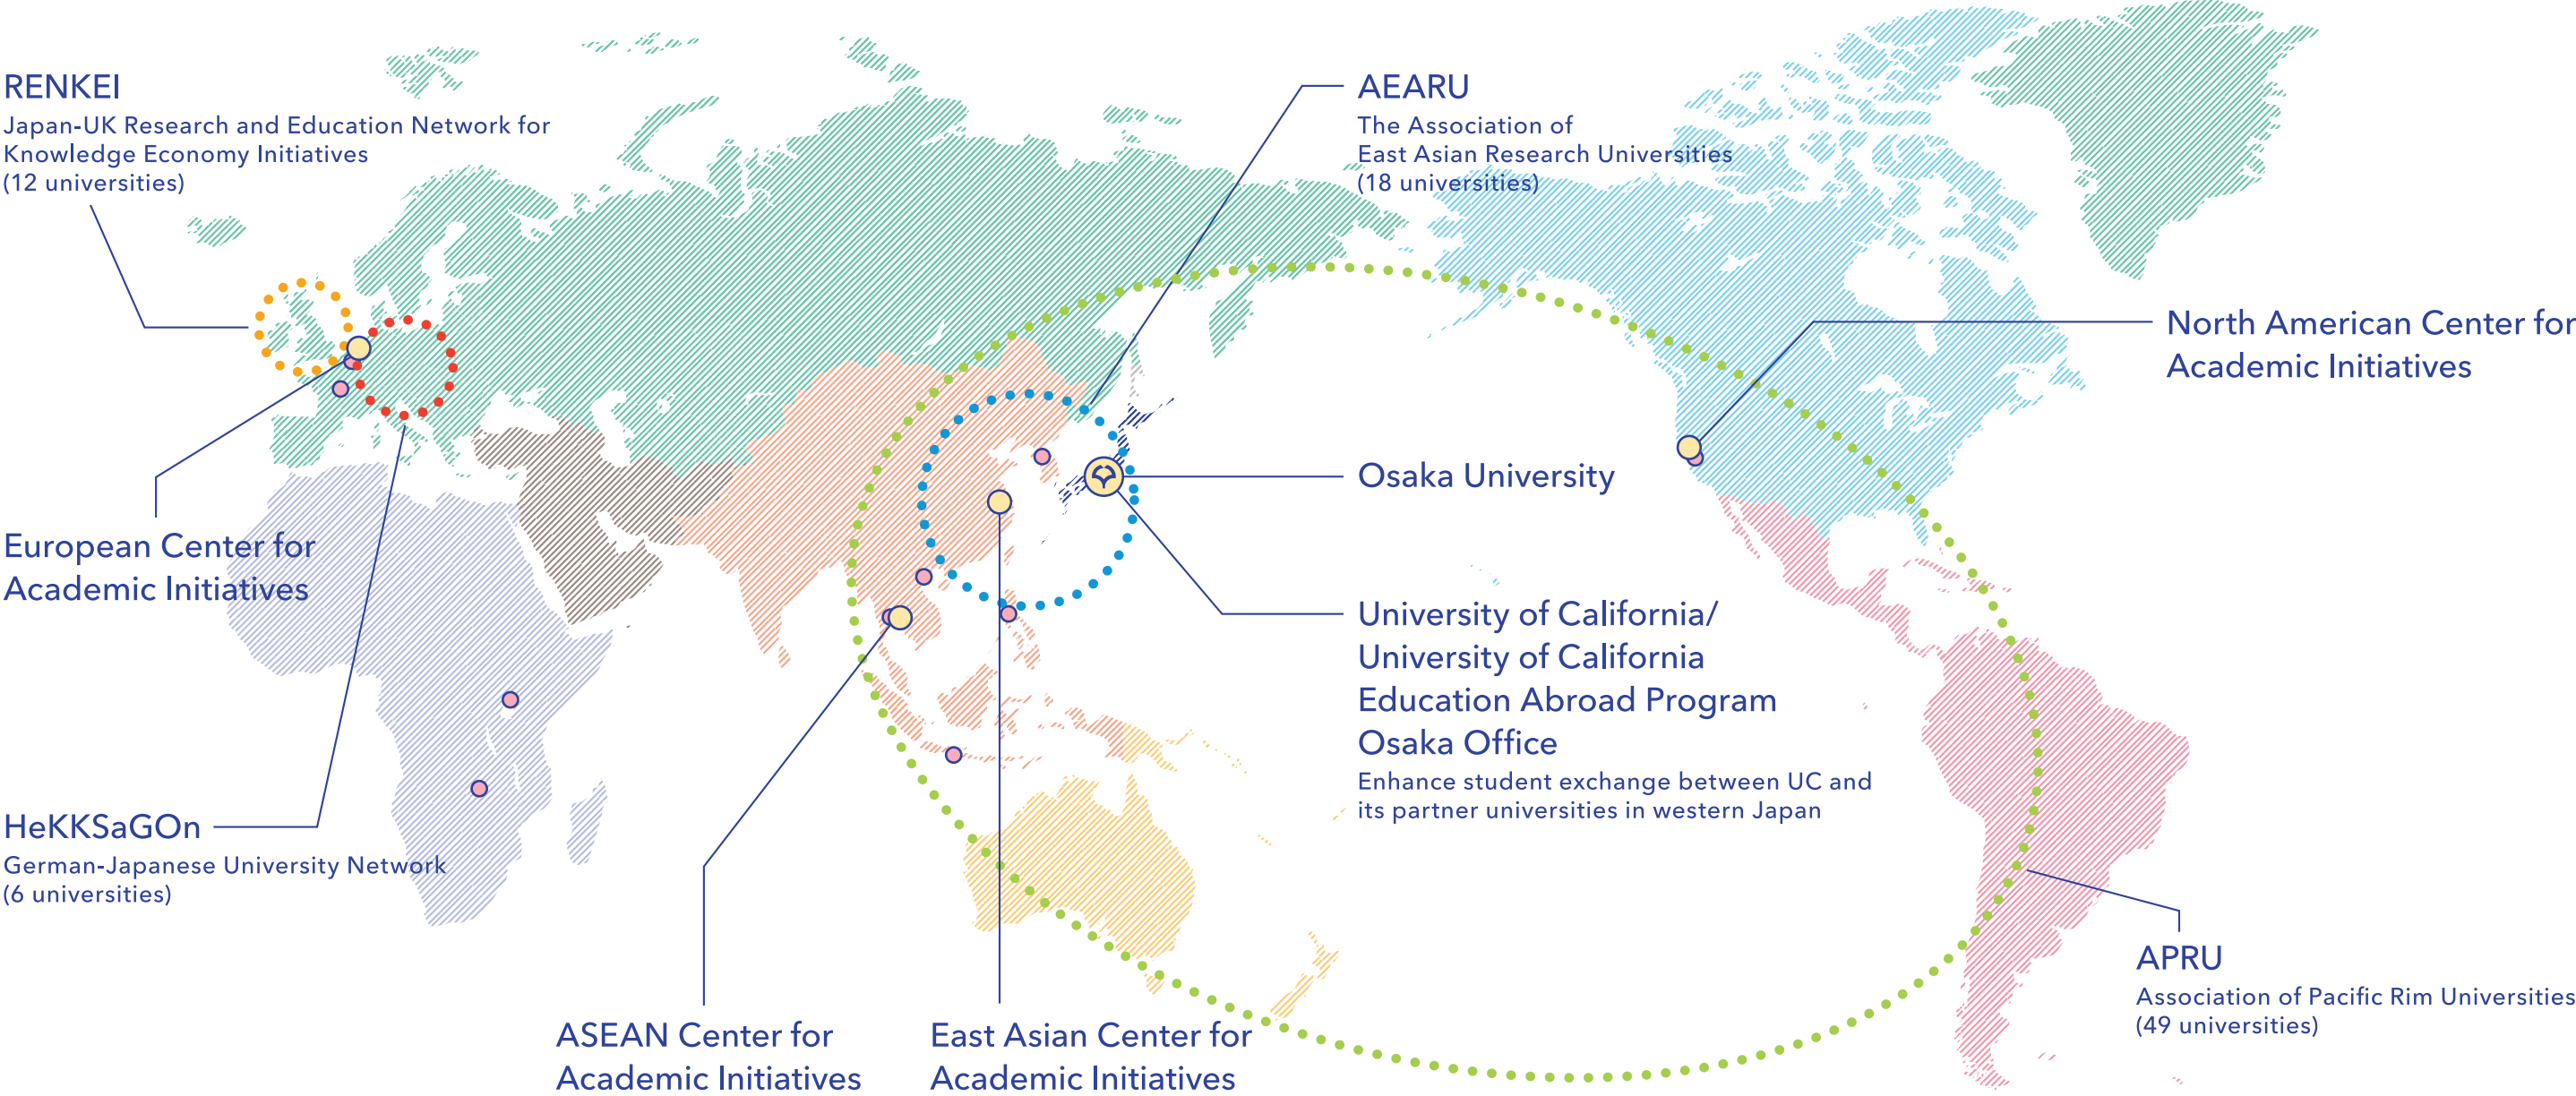 RENKEI
Japan-UK Research and Education Network for
Knowledge Economy Initiatives
(12 universities)
AEARU
The Association of
East Asian Research Universities
(18 universities)
North American Center for
Academic Initiatives
Osaka University
European Center for
Academic Initiatives
University of California/
University of California
Education Abroad Program
Osaka Office
Enhance student exchange between UC and
its partner universities in western Japan
HeKKSaGOn
German-Japanese University Network
(6 universities)
APRU
Association of Pacific Rim Universities
(49 universities)
ASEAN Center for
Academic Initiatives
East Asian Center for
Academic Initiatives